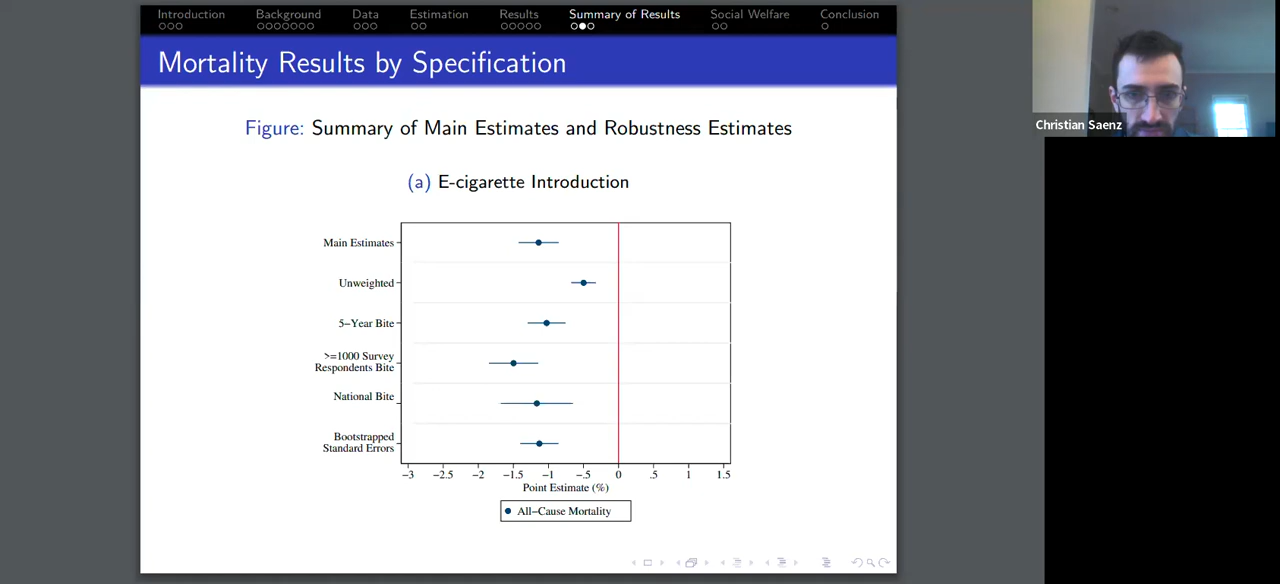 Introduction Background Data Estimation Results Summary of Results Social Welfare Conclusion
Mortality Results by Specification
Christian Saenz
Figure: Summary of Main Estimates and Robustness Estimates
(a) E-cigarette Introduction
Main Estimates
Unweighted
5−Year Bite
>=1000 Survey
Respondents Bite
National Bite
Bootstrapped
Standard Errors
−3 −2.5 −2 −1.5 −1 −.5 0 .5 1 1.5
Point Estimate (%)
All−Cause Mortality